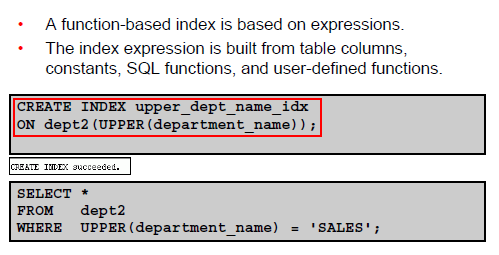 • A function-based index is based on expressions.
• The index expression is built from table columns,
constants, SQL functions, and user-defined functions.
CREATE INDEX upper_dept_name_idx
ON dept2(UPPER(department_name));
CREATE INDEX succeeded.
SELECT *
FROM   dept2
WHERE  UPPER(department_name) = 'SALES';